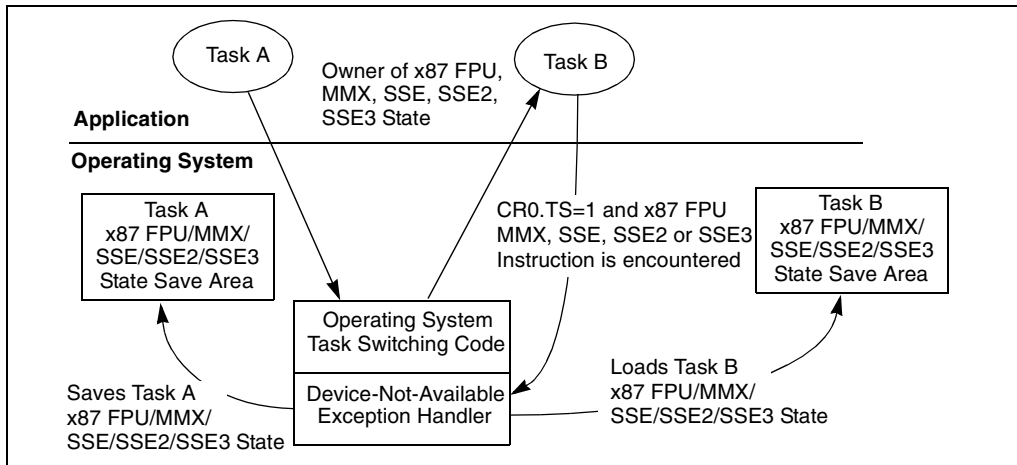 Task A
Owner of x87 FPU,
MMX, SSE, SSE2,
SSE3 State
Task B
Application
Operating System
Task A
x87 FPU/MMX/
SSE/SSE2/SSE3
State Save Area
CR0.TS=1 and x87 FPU
MMX, SSE, SSE2 or SSE3
Instruction is encountered
Task B
x87 FPU/MMX/
SSE/SSE2/SSE3
State Save Area
Operating System
Task Switching Code
Device-Not-Available
Exception Handler
Saves Task A
x87 FPU/MMX/
SSE/SSE2/SSE3 State
Loads Task B
x87 FPU/MMX/
SSE/SSE2/SSE3 State